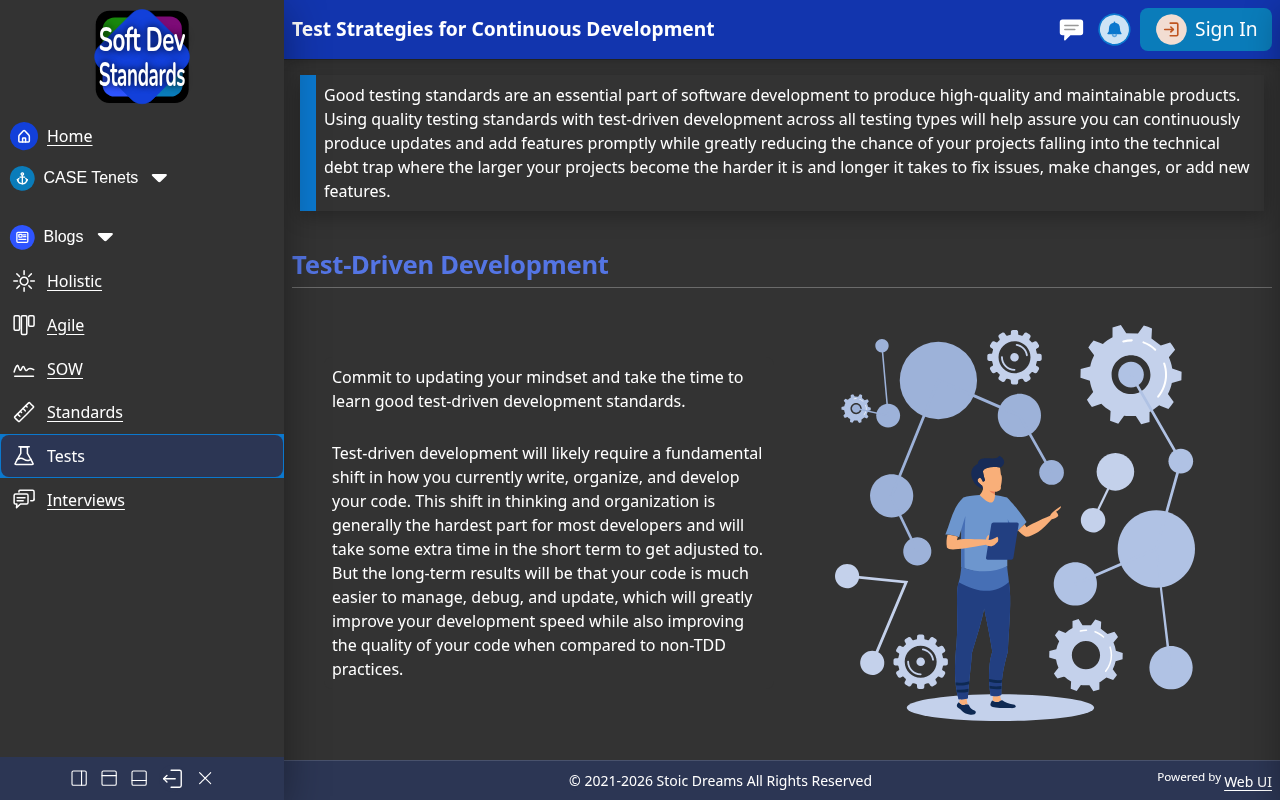 Soft Dev
Standards
Home
CASE Tenets
Blogs
Holistic
Agile
SOW
Standards
Tests
Interviews
Test Strategies for Continuous Development
Sign In
Good testing standards are an essential part of software development to produce high-quality and maintainable products.
Using quality testing standards with test-driven development across all testing types will help assure you can continuously
produce updates and add features promptly while greatly reducing the chance of your projects falling into the technical
debt trap where the larger your projects become the harder it is and longer it takes to fix issues, make changes, or add new
features.
Test-Driven Development
Commit to updating your mindset and take the time to
learn good test-driven development standards.
Test-driven development will likely require a fundamental
shift in how you currently write, organize, and develop
your code. This shift in thinking and organization is
generally the hardest part for most developers and will
take some extra time in the short term to get adjusted to.
But the long-term results will be that your code is much
easier to manage, debug, and update, which will greatly
improve your development speed while also improving
the quality of your code when compared to non-TDD
practices.
© 2021-2026 Stoic Dreams All Rights Reserved
Powered by Web UI